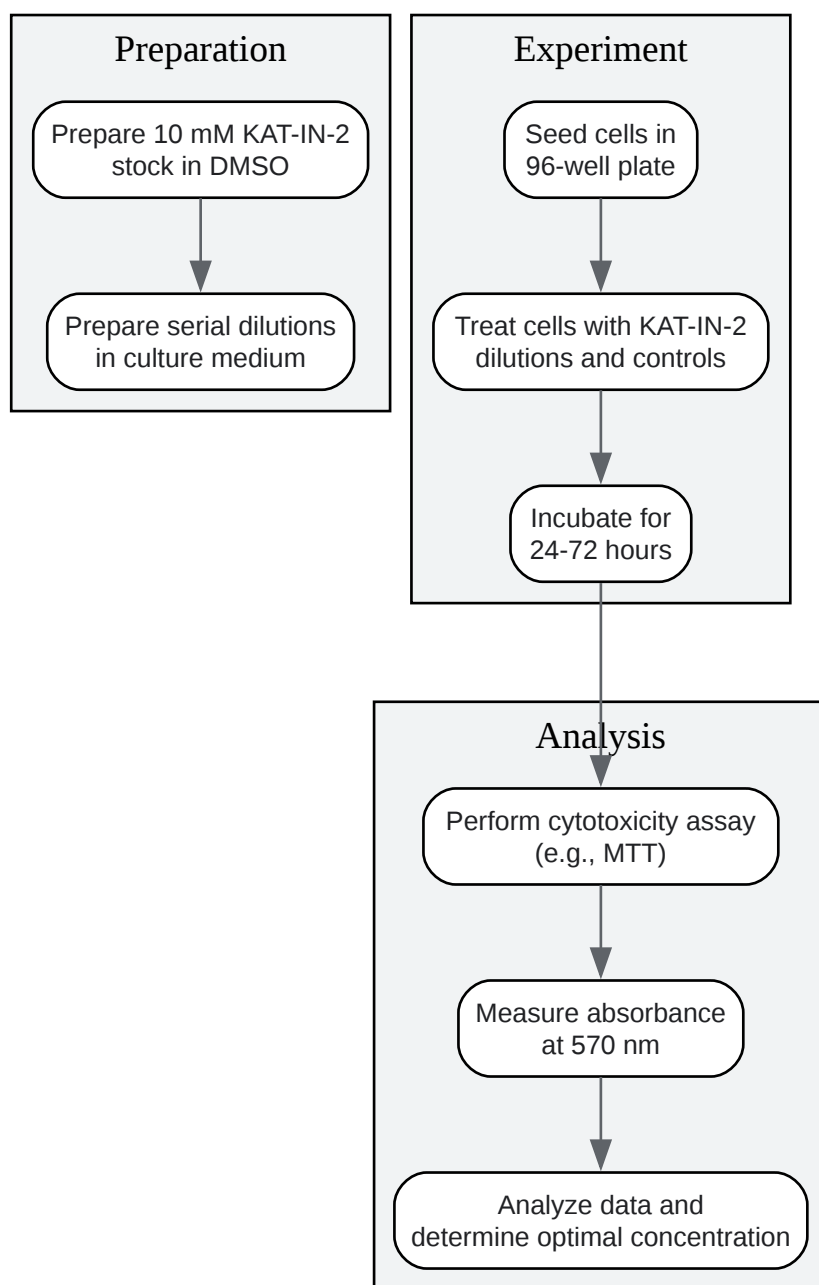 Preparation
Prepare 10 mM KAT-IN-2
stock in DMSO
Prepare serial dilutions
in culture medium
Experiment
Seed cells in
96-well plate
Treat cells with KAT-IN-2
dilutions and controls
Incubate for
24-72 hours
Analysis
Perform cytotoxicity assay
(e.g., MTT)
Measure absorbance
at 570 nm
Analyze data and
determine optimal concentration